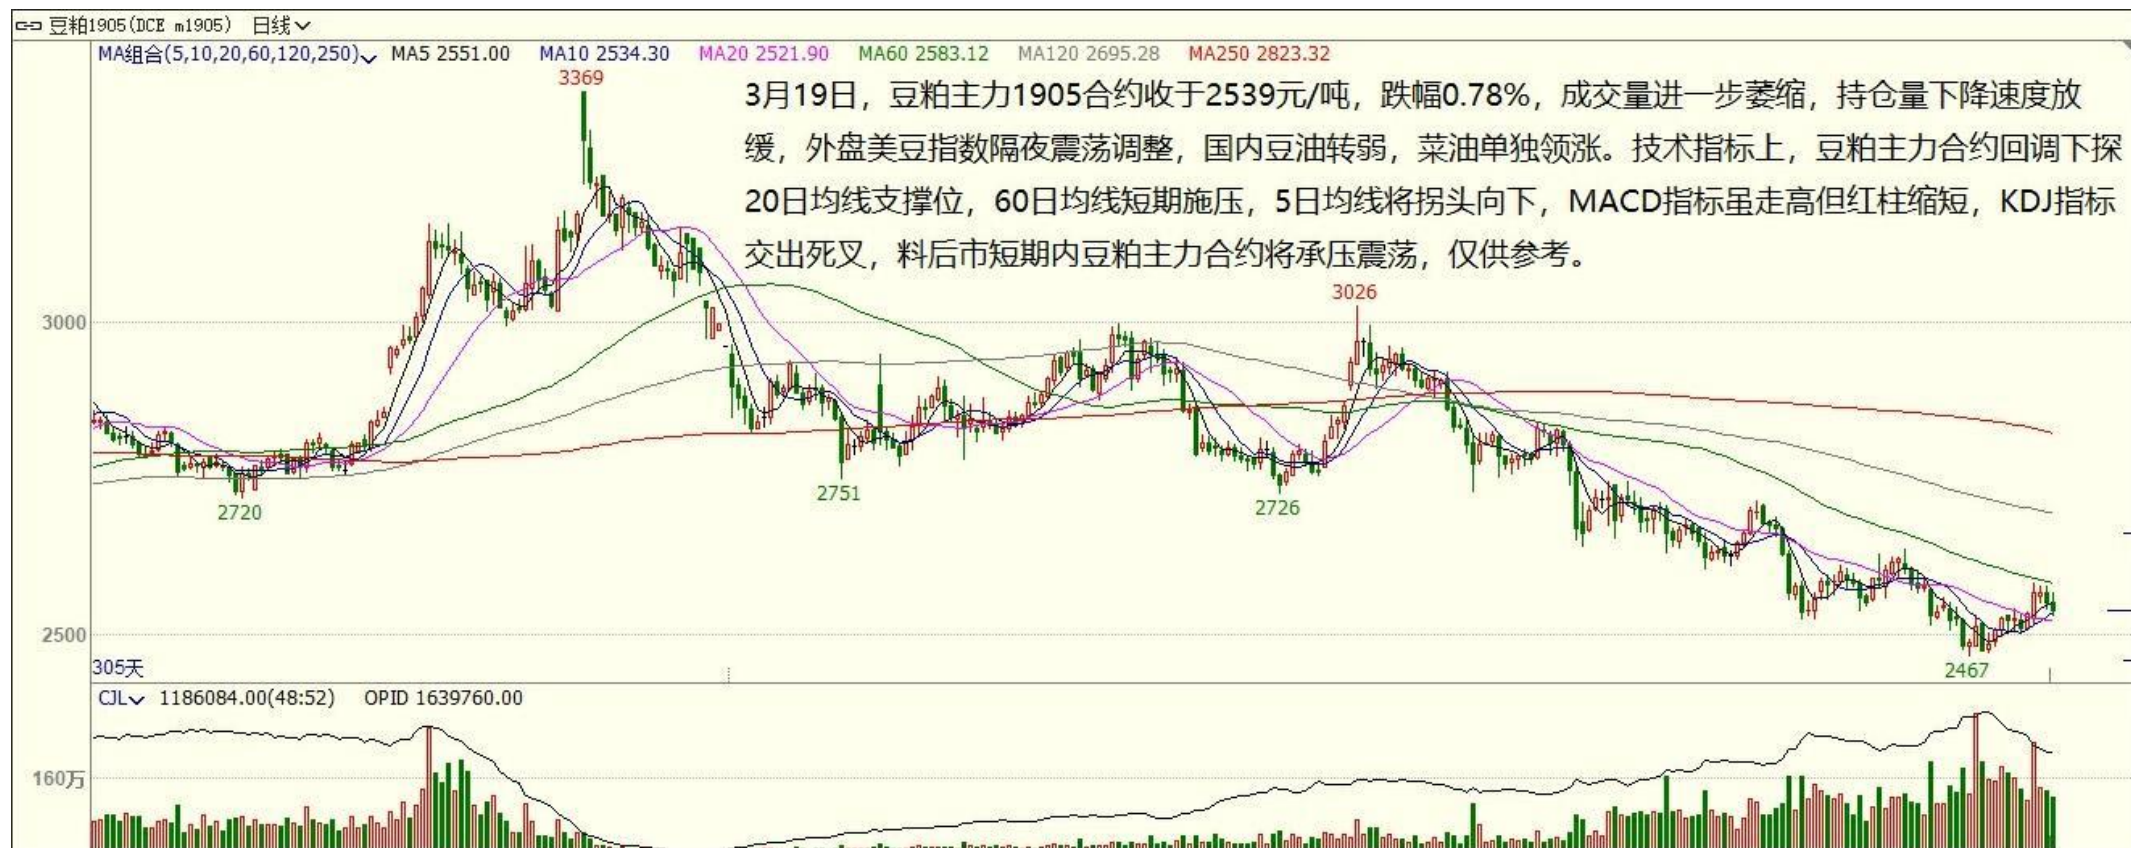 豆粕1905(DCE m1905) 日线
MA组合(5,10,20,60,120,250) MA5 2551.00 MA10 2534.30 MA20 2521.90 MA60 2583.12 MA120 2695.28 MA250 2823.32
3369
3月19日，豆粕主力1905合约收于2539元/吨，跌幅0.78%，成交量进一步萎缩，持仓量下降速度放
缓，外盘美豆指数隔夜震荡调整，国内豆油转弱，菜油单独领涨。技术指标上，豆粕主力合约回调下探
20日均线支撑位，60日均线短期施压，5日均线将拐头向下，MACD指标虽走高但红柱缩短，KDJ指标
交出死叉，料后市短期内豆粕主力合约将承压震荡，仅供参考。
3026
3000
2751
2726
2720
2500
2467
305天
CJL 1186084.00(48:52) OPID 1639760.00
160万